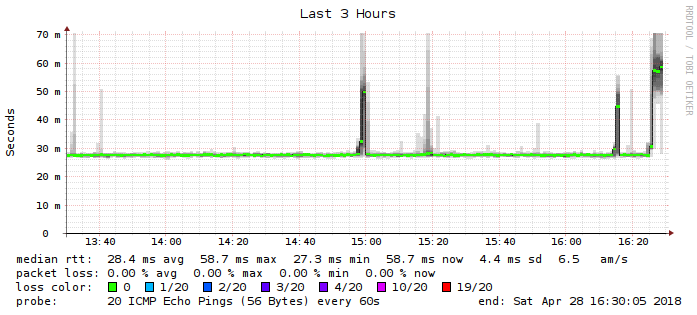 Last 3 Hours
70 m
60 m
50 m
40 m
30 m
20 m
10 m
0
Seconds
13:40 14:00 14:20 14:40 15:00 15:20 15:40 16:00 16:20
RRDTOOL / TOBI OETIKER
median rtt: 28.4 ms avg 58.7 ms max 27.3 ms min 58.7 ms now 4.4 ms sd 6.5 am/s
packet loss: 0.00 % avg 0.00 % max 0.00 % min 0.00 % now
loss color: 0 1/20 2/20 3/20 4/20 10/20 19/20
probe: 20 ICMP Echo Pings (56 Bytes) every 60s end: Sat Apr 28 16:30:05 2018